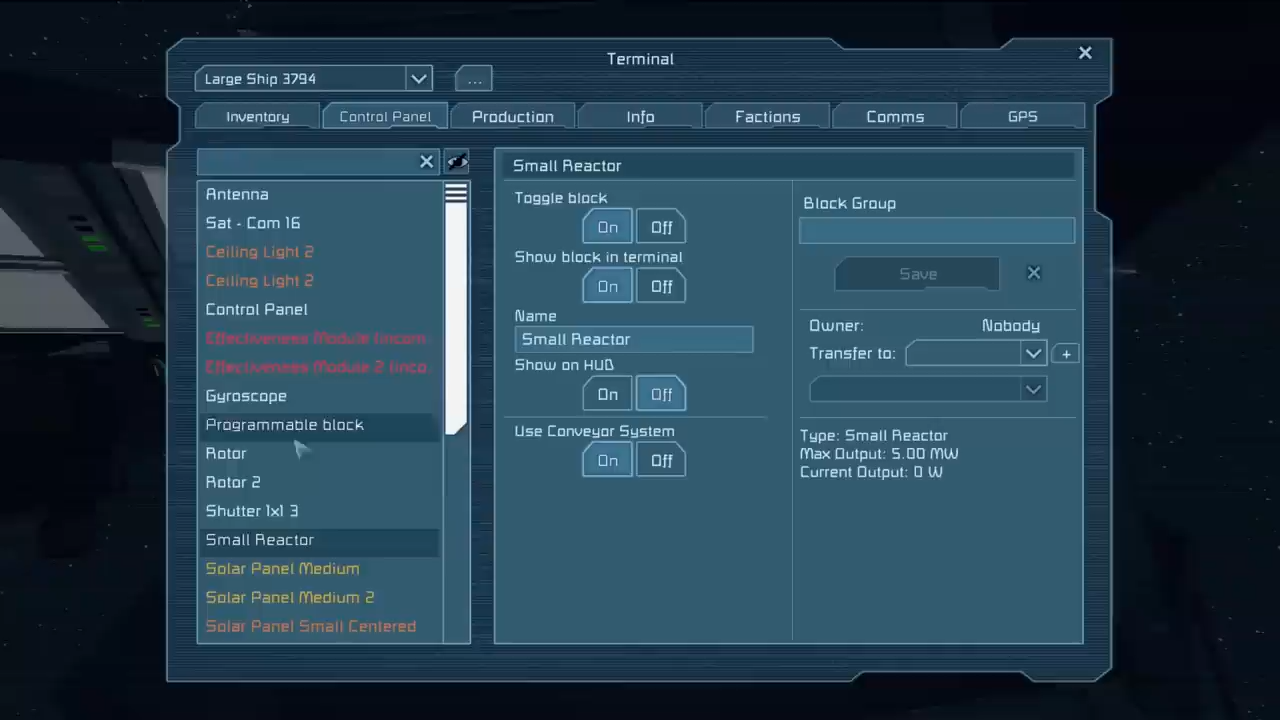 Terminal
Large Ship 3794
...
Inventory
Control Panel
Production
Info
Factions
Comms
GPS
Antenna
Sat - Com 16
Ceiling Light 2
Ceiling Light 2
Control Panel
Effectiveness Module (incom
Effectiveness Module 2 (inco
Gyroscope
Programmable block
Rotor
Rotor 2
Shutter 1x1 3
Small Reactor
Solar Panel Medium
Solar Panel Medium 2
Solar Panel Small Centered
Small Reactor
Toggle block
On Off
Show block in terminal
On Off
Name
Small Reactor
Show on HUD
On Off
Use Conveyor System
On Off
Block Group
Save
Owner: Nobody
Transfer to:
+
Type: Small Reactor
Max Output: 5.00 MW
Current Output: 0 W